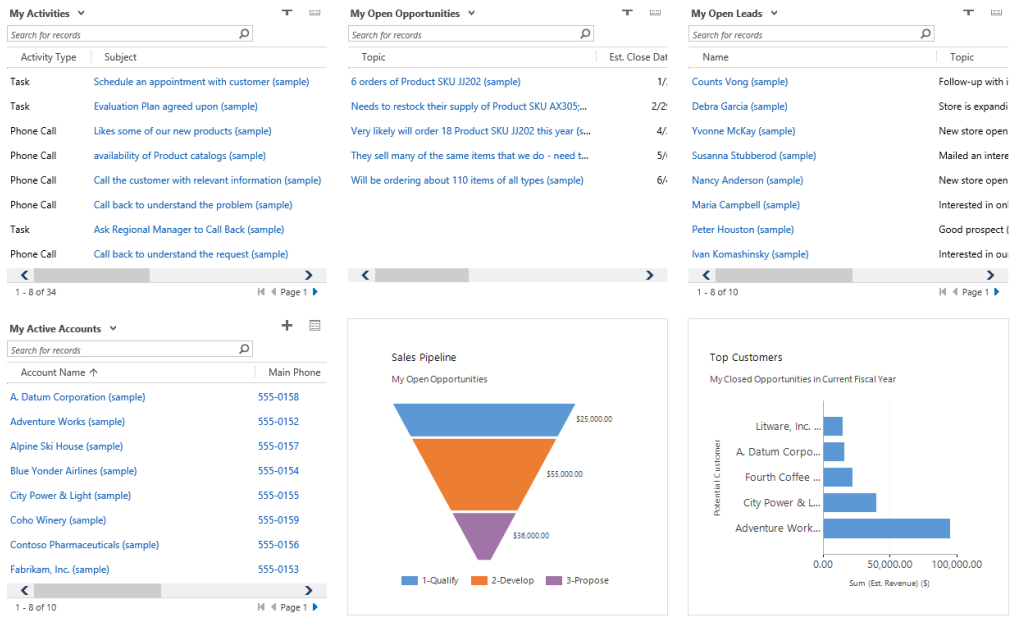 My Activities
Search for records
Activity Type Subject
Task Schedule an appointment with customer (sample)
Task Evaluation Plan agreed upon (sample)
Phone Call Likes some of our new products (sample)
Phone Call availability of Product catalogs (sample)
Phone Call Call the customer with relevant information (sample)
Phone Call Call back to understand the problem (sample)
Task Ask Regional Manager to Call Back (sample)
Phone Call Call back to understand the request (sample)
1 - 8 of 34 Page 1
My Open Opportunities
Search for records
Topic Est. Close Dat
6 orders of Product SKU JJ202 (sample) 1/
Needs to restock their supply of Product SKU AX305;... 2/2
Very likely will order 18 Product SKU JJ202 this year (s... 4/
They sell many of the same items that we do - need t... 5/
Will be ordering about 110 items of all types (sample) 6/
My Open Leads
Search for records
Name Topic
Counts Vong (sample) Follow-up with i
Debra Garcia (sample) Store is expandi
Yvonne McKay (sample) New store open
Susanna Stubberod (sample) Mailed an intere
Nancy Anderson (sample) New store open
Maria Campbell (sample) Interested in onl
Peter Houston (sample) Good prospect (
Ivan Komashinsky (sample) Interested in ou
1 - 8 of 10 Page 1
My Active Accounts
Search for records
Account Name Main Phone
A. Datum Corporation (sample) 555-0158
Adventure Works (sample) 555-0152
Alpine Ski House (sample) 555-0157
Blue Yonder Airlines (sample) 555-0154
City Power & Light (sample) 555-0155
Coho Winery (sample) 555-0159
Contoso Pharmaceuticals (sample) 555-0156
Fabrikam, Inc. (sample) 555-0153
1 - 8 of 10 Page 1
Sales Pipeline
My Open Opportunities
$25,000.00
$55,000.00
$36,000.00
1-Qualify 2-Develop 3-Propose
Top Customers
My Closed Opportunities in Current Fiscal Year
Potential Customer
Litware, Inc. ...
A. Datum Corpo...
Fourth Coffee ...
City Power & L...
Adventure Work...
0.00 50,000.00 100,000.00
Sum (Est. Revenue) ($)